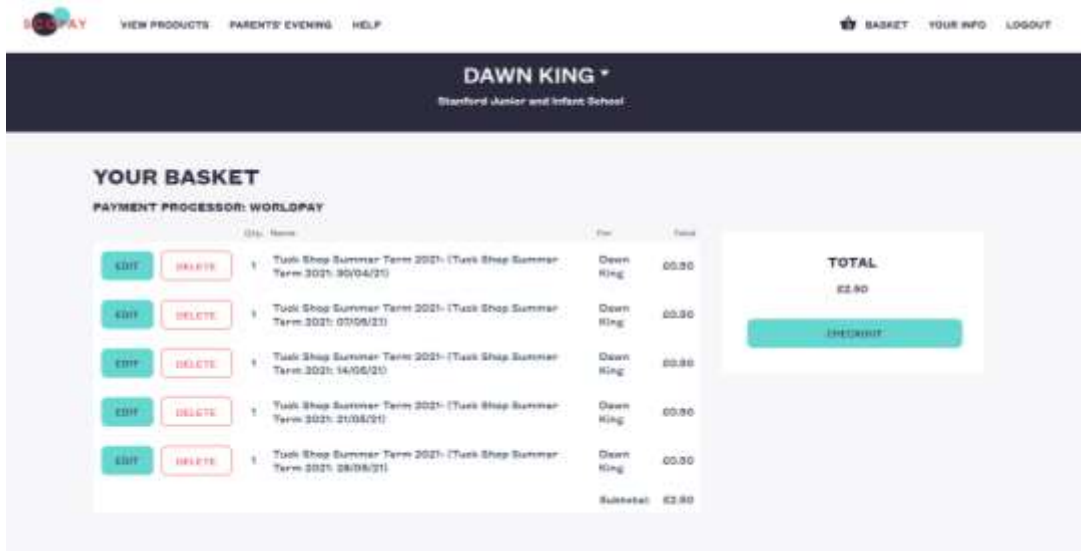 SCOPAY VIEW PRODUCTS PARENTS' EVENING HELP BASKET YOUR INFO LOGOUT
DAWN KING
Stanford Junior and Infant School
YOUR BASKET
PAYMENT PROCESSOR: WORLDPAY
Qty Name For Total
EDIT DELETE 1 Tuck Shop Summer Term 2021- (Tuck Shop Summer Dawn £0.50
Term 2021: 30/04/21) King
EDIT DELETE 1 Tuck Shop Summer Term 2021- (Tuck Shop Summer Dawn £0.50
Term 2021: 07/05/21) King
EDIT DELETE 1 Tuck Shop Summer Term 2021- (Tuck Shop Summer Dawn £0.50
Term 2021: 14/05/21) King
EDIT DELETE 1 Tuck Shop Summer Term 2021- (Tuck Shop Summer Dawn £0.50
Term 2021: 21/05/21) King
EDIT DELETE 1 Tuck Shop Summer Term 2021- (Tuck Shop Summer Dawn £0.50
Term 2021: 28/05/21) King
Subtotal: £2.50
TOTAL
£2.50
CHECKOUT